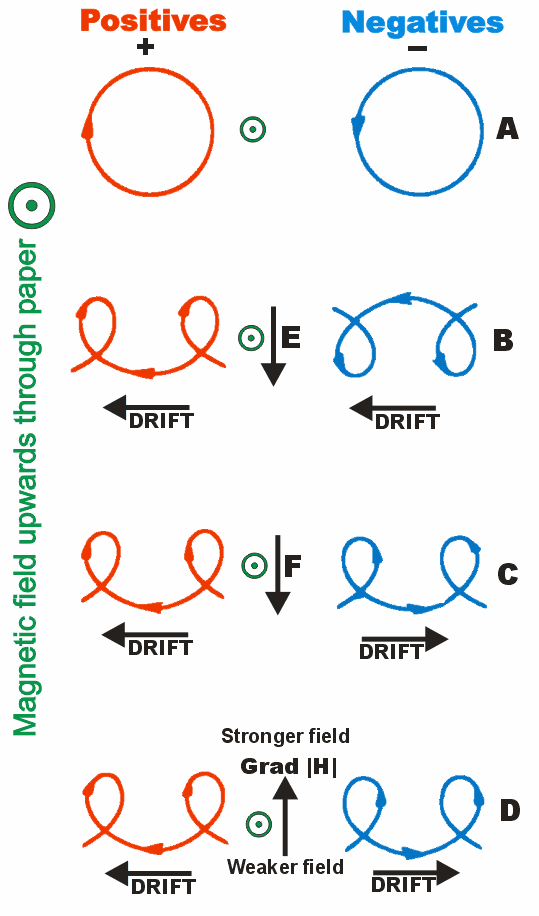 Positives
+
Negatives
−
A
Magnetic field upwards through paper
E
B
DRIFT
DRIFT
F
C
DRIFT
DRIFT
Stronger field
Grad |H|
D
Weaker field
DRIFT
DRIFT